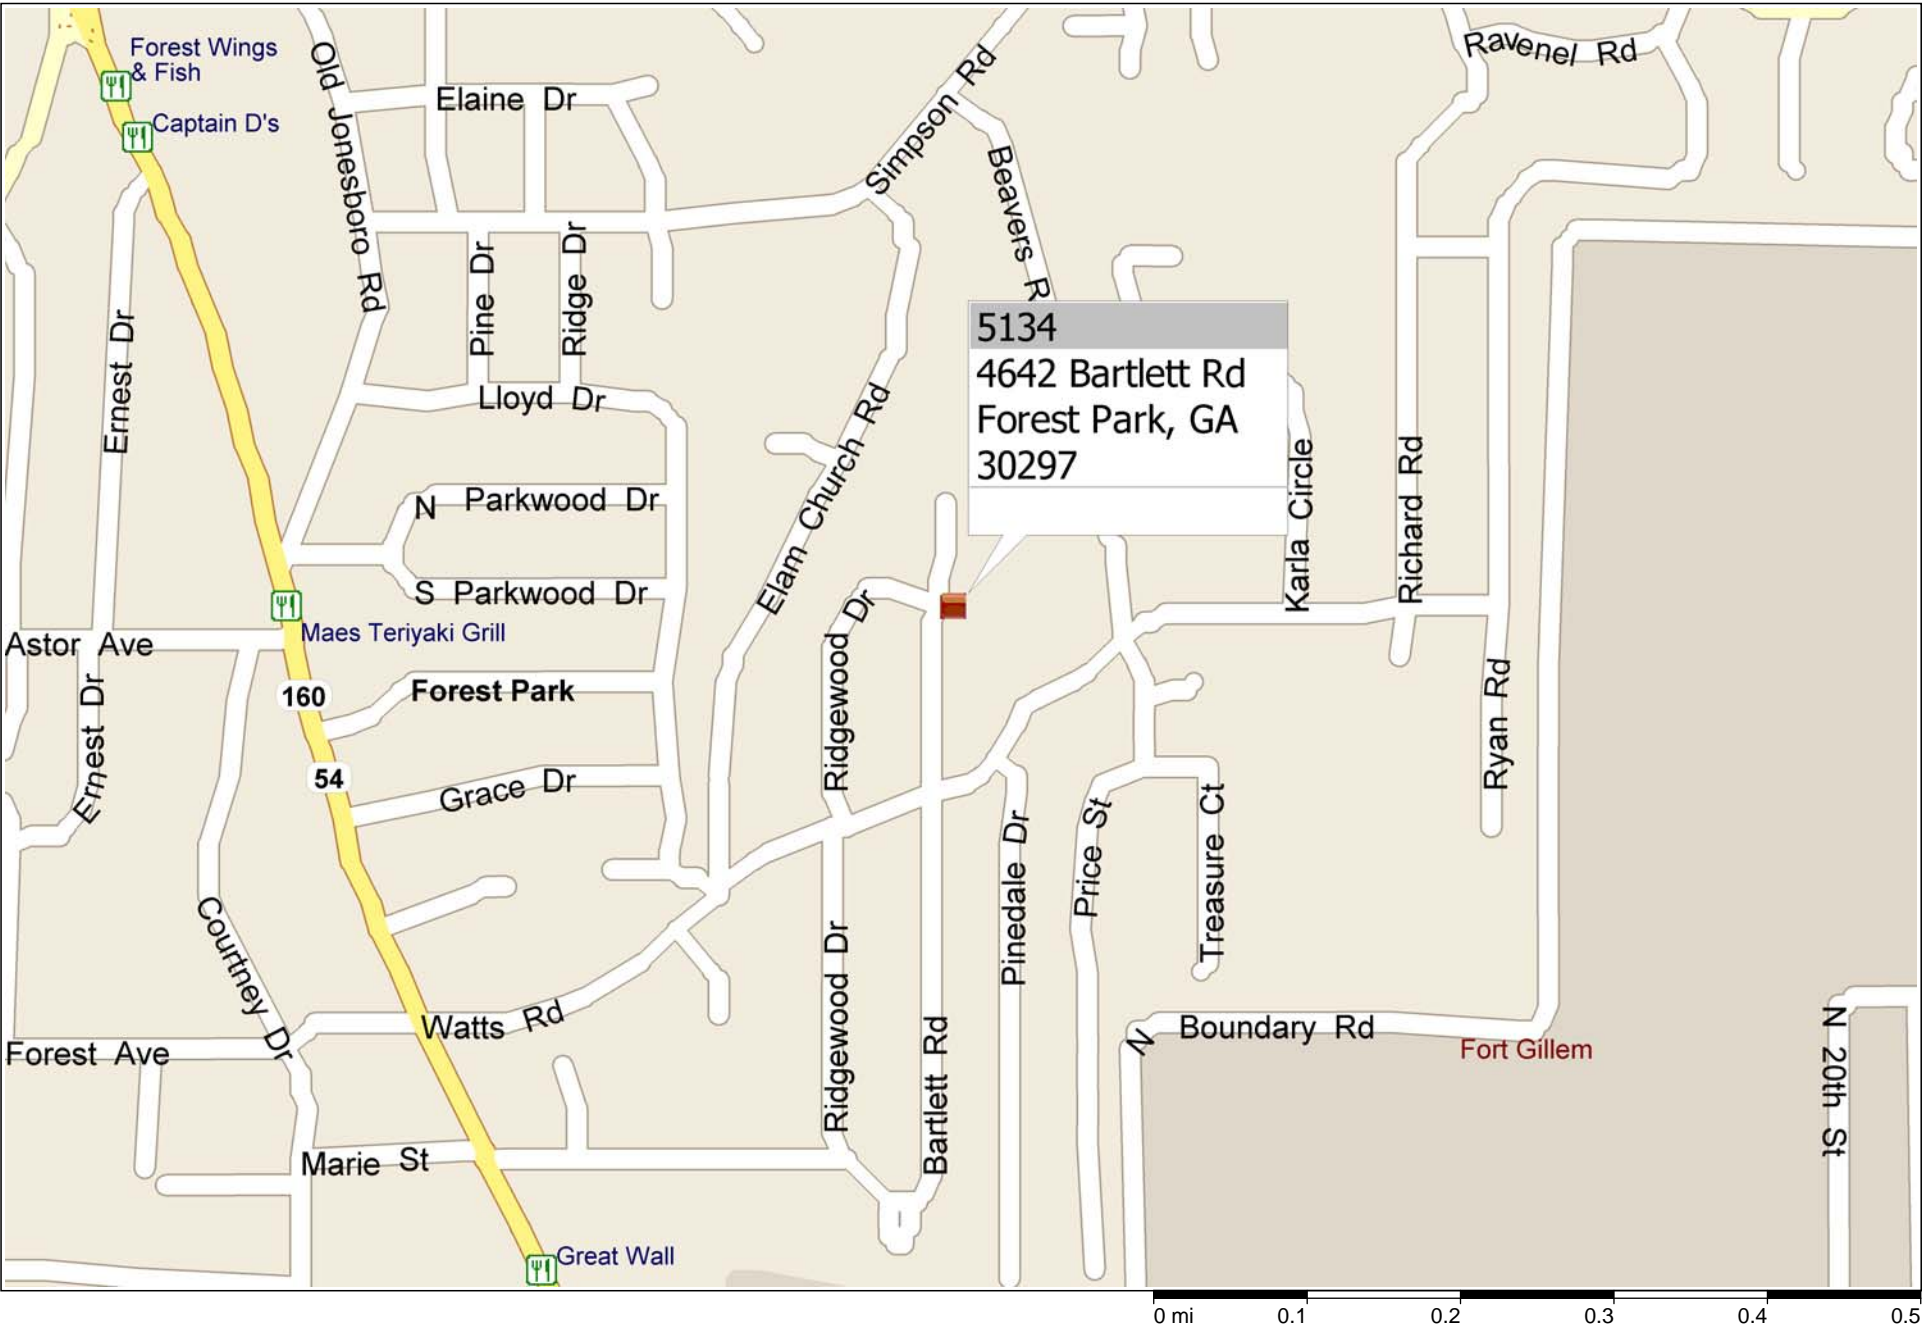 Forest Wings
& Fish
Captain D's
Old Jonesboro Rd
Elaine Dr
Simpson Rd
Beavers R
Ravenel Rd
Pine Dr
Ridge Dr
Ernest Dr
Lloyd Dr
5134
4642 Bartlett Rd
Forest Park, GA
30297
Elam Church Rd
Karla Circle
Richard Rd
N Parkwood Dr
S Parkwood Dr
Ridgewood Dr
Astor Ave
Maes Teriyaki Grill
160
Forest Park
Ernest Dr
54
Grace Dr
Ryan Rd
Pinedale Dr
Price St
Treasure Ct
Courtney Dr
Ridgewood Dr
Watts Rd
Forest Ave
Bartlett Rd
N Boundary Rd
Fort Gillem
N 20th St
Marie St
Great Wall
0 mi 0.1 0.2 0.3 0.4 0.5